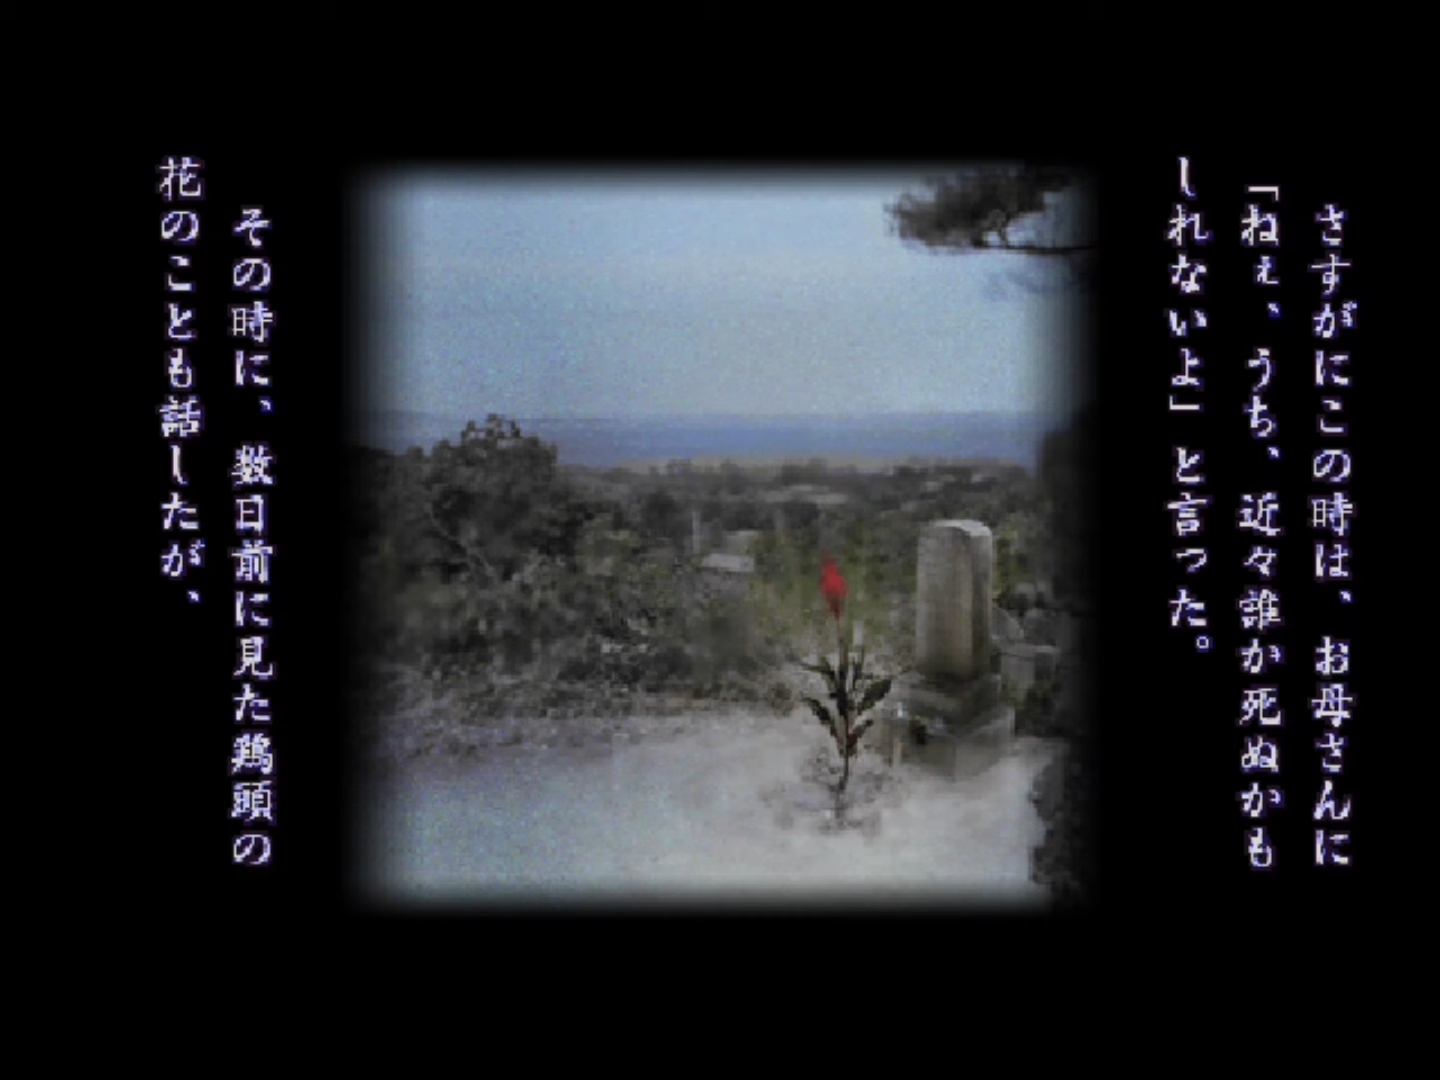 さすがにこの時は、お母さんに
「ねぇ、うち、近々誰か死ぬかも
しれないよ」と言った。
その時に、数日前に見た鶏頭の
花のことも話したが、